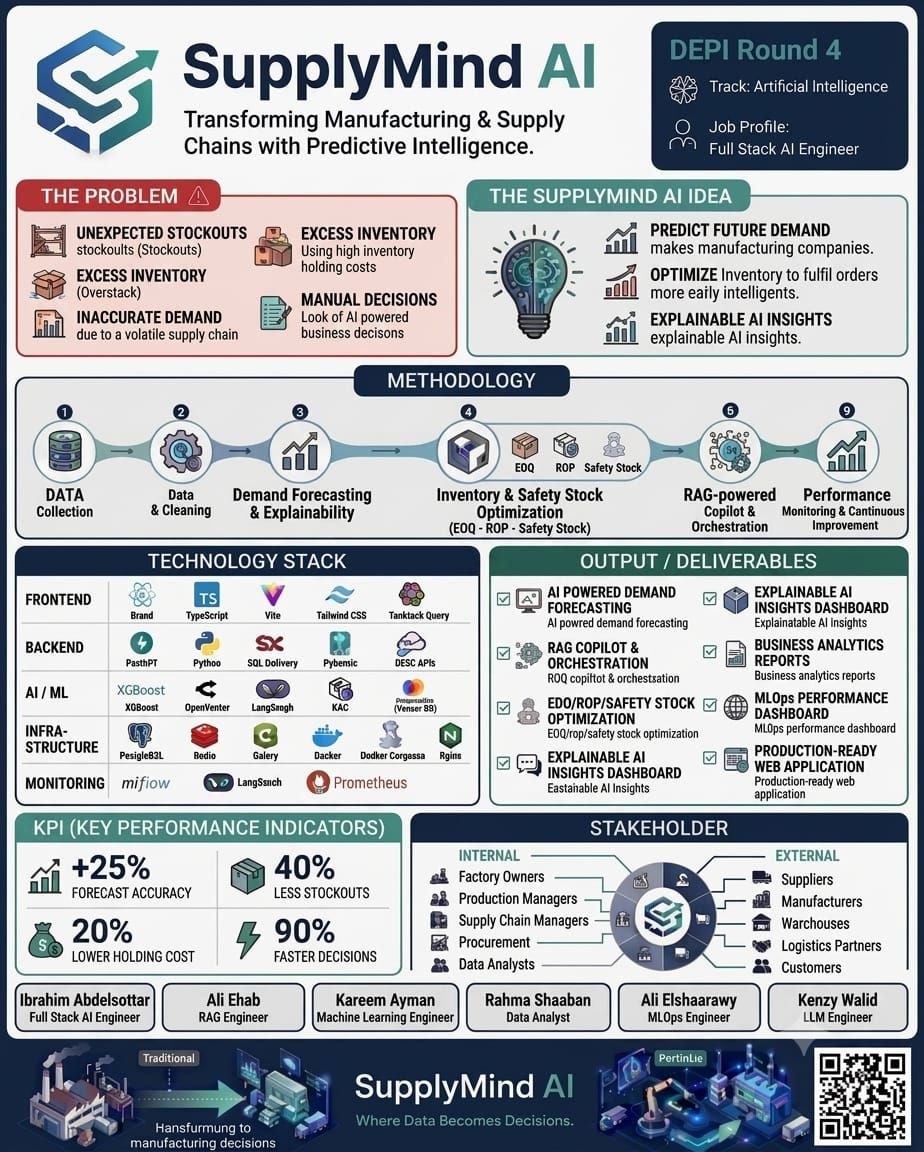 SupplyMind AI
Transforming Manufacturing & Supply
Chains with Predictive Intelligence.
DEPI Round 4
Track: Artificial Intelligence
Job Profile:
Full Stack AI Engineer
THE PROBLEM
UNEXPECTED STOCKOUTS
stockoults (Stockouts)
EXCESS INVENTORY
(Overstack)
INACCURATE DEMAND
due to a volatile supply chain
EXCESS INVENTORY
Using high inventory
holding costs
MANUAL DECISIONS
Look of AI powered
business decisons
THE SUPPLYMIND AI IDEA
PREDICT FUTURE DEMAND
makes manufacturing companies.
OPTIMIZE Inventory to fulfil orders
more eaily intelligents.
EXPLAINABLE AI INSIGHTS
explainable AI insights.
METHODOLOGY
1
DATA
Collection
2
Data
& Cleaning
3
Demand Forecasting
& Explainability
4
EOQ
ROP
Safety Stock
Inventory & Safety Stock
Optimization
(EOQ - ROP - Safety Stock)
RAG-powered
Copilot &
Orchestration
9
Performance
Monitoring & Continuous
Improvement
TECHNOLOGY STACK
FRONTEND
TS
Brand
TypeScript
Vite
Tailwind CSS
Tanktack Query
BACKEND
PasthPT
Pythoo
SQL Dolivery
Pybenic
DESC APIs
AI / ML
XGBoost
XGBoost
OpenVenter
LangSmgh
KAC
(Venser 8B)
INFRA-
STRUCTURE
PesigleB3L
Bedio
Galery
Dacker
Dodker Corgassa
Rgins
MONITORING
mifiow
LangSsuch
Prometheus
OUTPUT / DELIVERABLES
AI POWERED DEMAND
FORECASTING
AI powred demand forecasting
RAG COPILOT &
ORCHESTRATION
ROQ copiltot & orchestsation
EDO/ROP/SAFETY STOCK
OPTIMIZATION
EOQ/rop/safety stock optimization
EXPLAINABLE AI
INSIGHTS DASHBOARD
Eastainable AI Insights
EXPLAINABLE AI
INSIGHTS DASHBOARD
Explainatable AI Insights
BUSINESS ANALYTICS
REPORTS
Business analytics reports
MLOps PERFORMANCE
DASHBOARD
MLOps performance dashboard
PRODUCTION-READY
WEB APPLICATION
Production-ready web
application
KPI (KEY PERFORMANCE INDICATORS)
+25%
FORECAST ACCURACY
40%
LESS STOCKOUTS
20%
LOWER HOLDING COST
90%
FASTER DECISIONS
STAKEHOLDER
INTERNAL
Factory Owners
Production Managers
Supply Chain Managers
Procurement
Data Analysts
EXTERNAL
Suppliers
Manufacturers
Warchouses
Logistics Partners
Customers
Ibrahim Abdelsottar
Full Stack AI Engineer
Ali Ehab
RAG Engineer
Kareem Ayman
Machine Learning Engineer
Rahma Shaaban
Data Analyst
Ali Elshaarawy
MLOps Engineer
Kenzy Walid
LLM Engineer
Traditional
Hansfurmung to
manufacturing decisions
SupplyMind AI
Where Data Becomes Decisions.
PertinLie